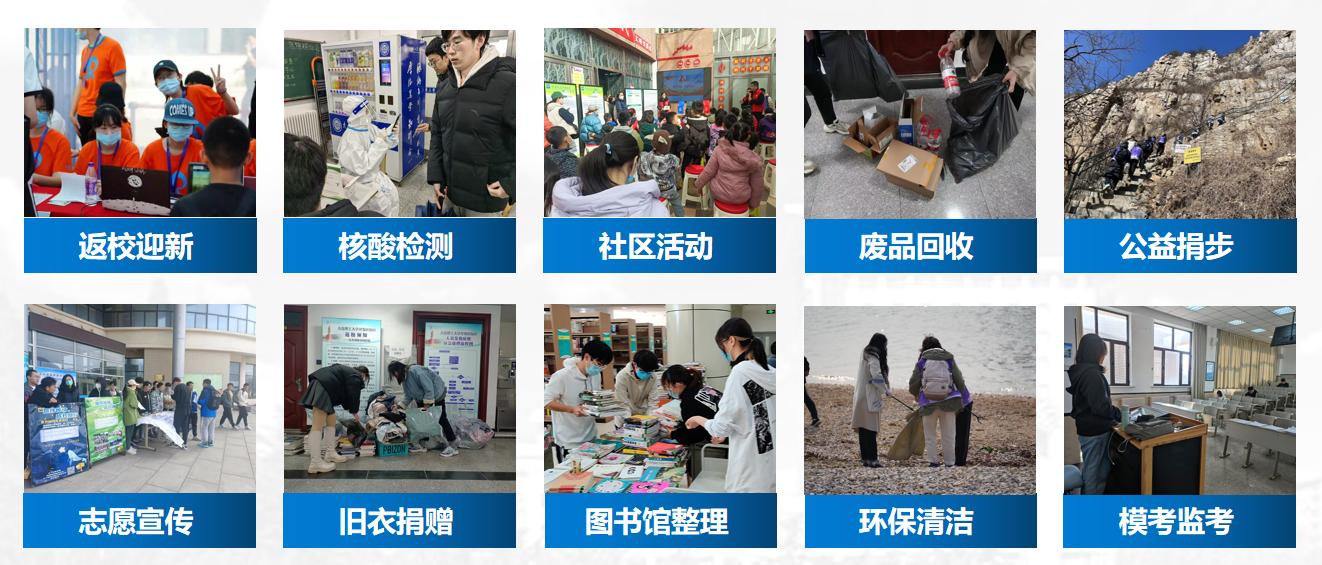 返校迎新
核酸检测
社区活动
废品回收
公益捐步
志愿宣传
旧衣捐赠
图书馆整理
环保清洁
模考监考